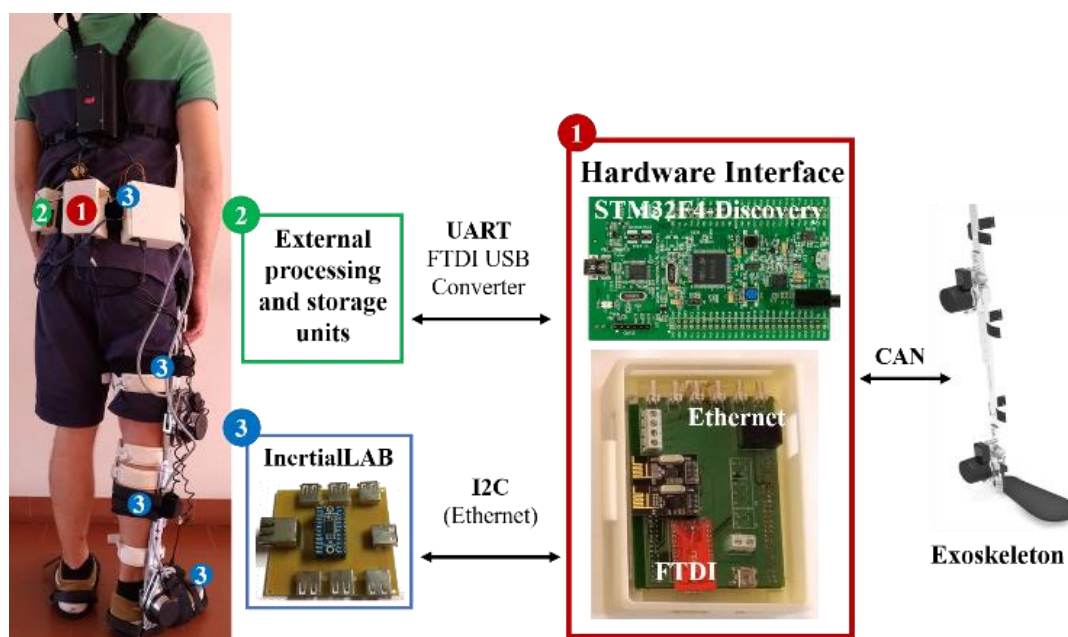 1
Hardware Interface
STM32F4-Discovery
2
External
processing
and storage
units
UART
FTDI USB
Converter
3
InertialLAB
I2C
(Ethernet)
Ethernet
FTDI
CAN
Exoskeleton
2
1
3
3
3
3